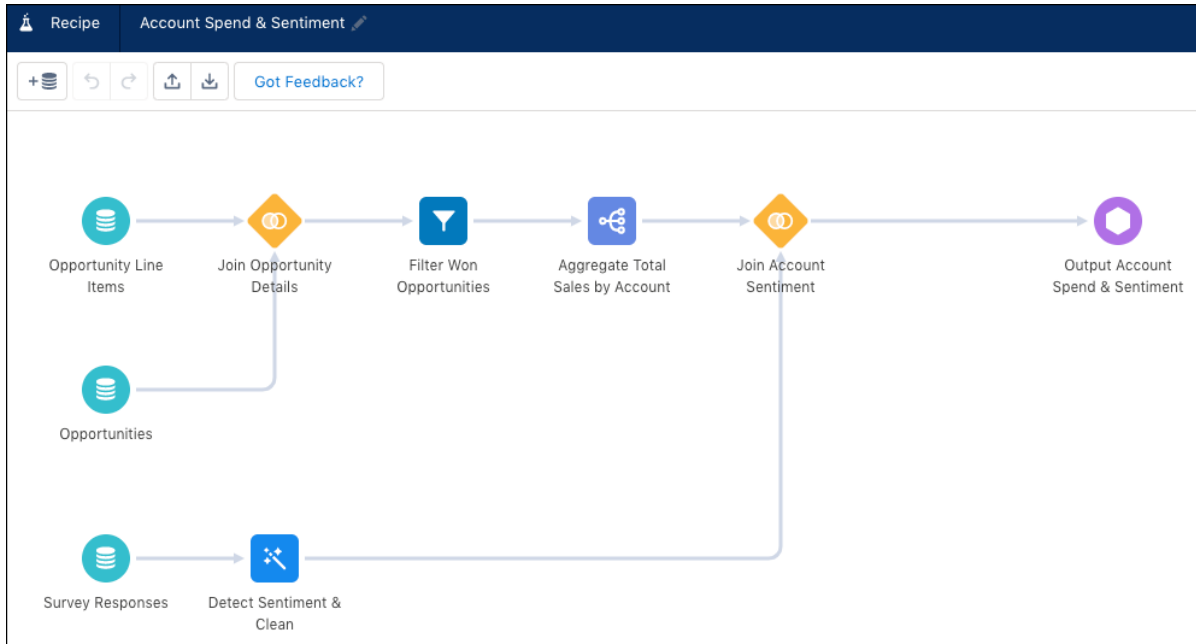 Recipe
Account Spend & Sentiment
Got Feedback?
Opportunity Line
Items
Join Opportunity
Details
Filter Won
Opportunities
Aggregate Total
Sales by Account
Join Account
Sentiment
Output Account
Spend & Sentiment
Opportunities
Survey Responses
Detect Sentiment &
Clean